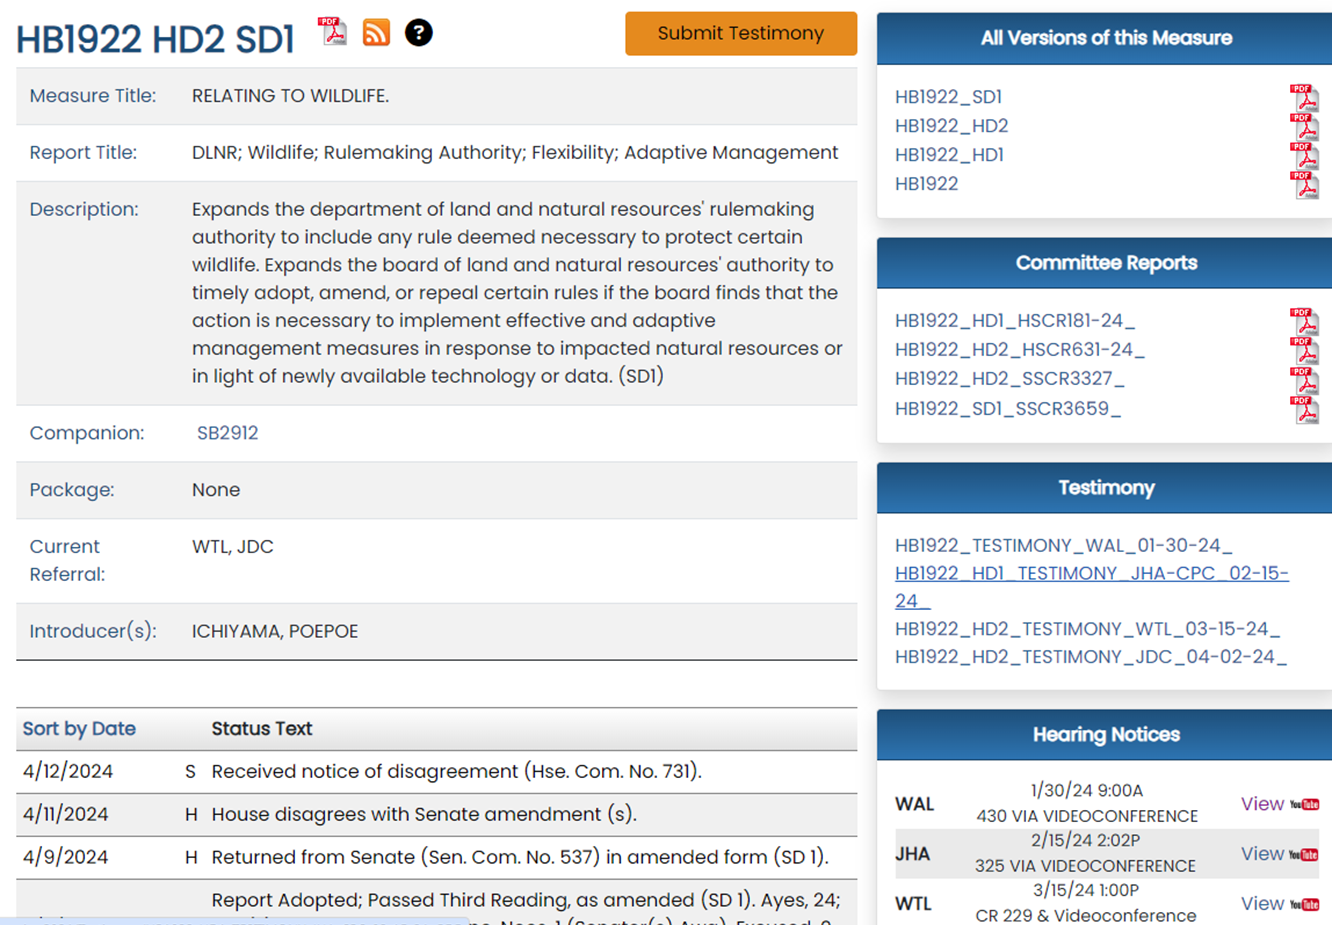 HB1922 HD2 SD1
Submit Testimony
Measure Title: RELATING TO WILDLIFE.
Report Title: DLNR; Wildlife; Rulemaking Authority; Flexibility; Adaptive Management
Description: Expands the department of land and natural resources' rulemaking
authority to include any rule deemed necessary to protect certain
wildlife. Expands the board of land and natural resources' authority to
timely adopt, amend, or repeal certain rules if the board finds that the
action is necessary to implement effective and adaptive
management measures in response to impacted natural resources or
in light of newly available technology or data. (SD1)
Companion: SB2912
Package: None
Current WTL, JDC
Referral:
Introducer(s): ICHIYAMA, POEPOE
Sort by Date Status Text
4/12/2024 S Received notice of disagreement (Hse. Com. No. 731).
4/11/2024 H House disagrees with Senate amendment (s).
4/9/2024 H Returned from Senate (Sen. Com. No. 537) in amended form (SD 1).
Report Adopted; Passed Third Reading, as amended (SD 1). Ayes, 24;
All Versions of this Measure
HB1922_SD1 PDF
HB1922_HD2 PDF
HB1922_HD1 PDF
HB1922 PDF
Committee Reports
HB1922_HD1_HSCR181-24_ PDF
HB1922_HD2_HSCR631-24_ PDF
HB1922_HD2_SSCR3327_ PDF
HB1922_SD1_SSCR3659_ PDF
Testimony
HB1922_TESTIMONY_WAL_01-30-24_
HB1922_HD1_TESTIMONY_JHA-CPC_02-15-
24_
HB1922_HD2_TESTIMONY_WTL_03-15-24_
HB1922_HD2_TESTIMONY_JDC_04-02-24_
Hearing Notices
WAL 1/30/24 9:00A View YouTube
430 VIA VIDEOCONFERENCE
JHA 2/15/24 2:02P View YouTube
325 VIA VIDEOCONFERENCE
WTL 3/15/24 1:00P View YouTube
CR 229 & Videoconference